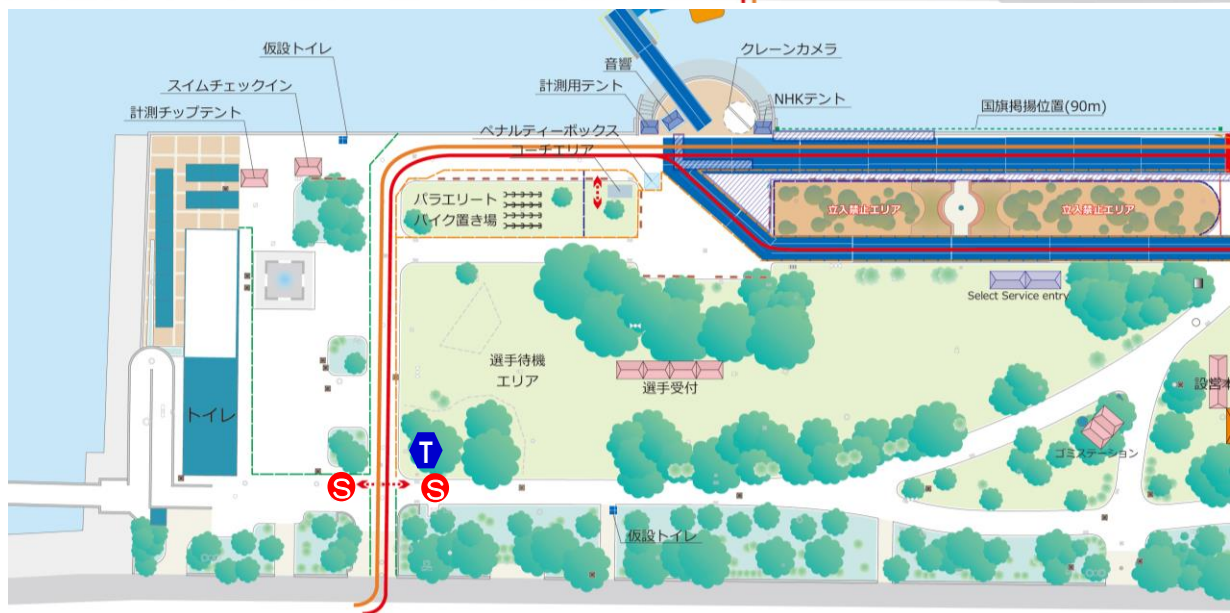 仮設トイレ
スイムチェックイン
計測チップテント
音響
計測用テント
クレーンカメラ
NHKテント
国旗掲揚位置(90m)
ペナルティーボックス
コーチエリア
パラエリート
バイク置き場
立入禁止エリア
立入禁止エリア
Select Service entry
選手待機
エリア
選手受付
設営本
トイレ
T
S
S
ゴミステーション
仮設トイレ